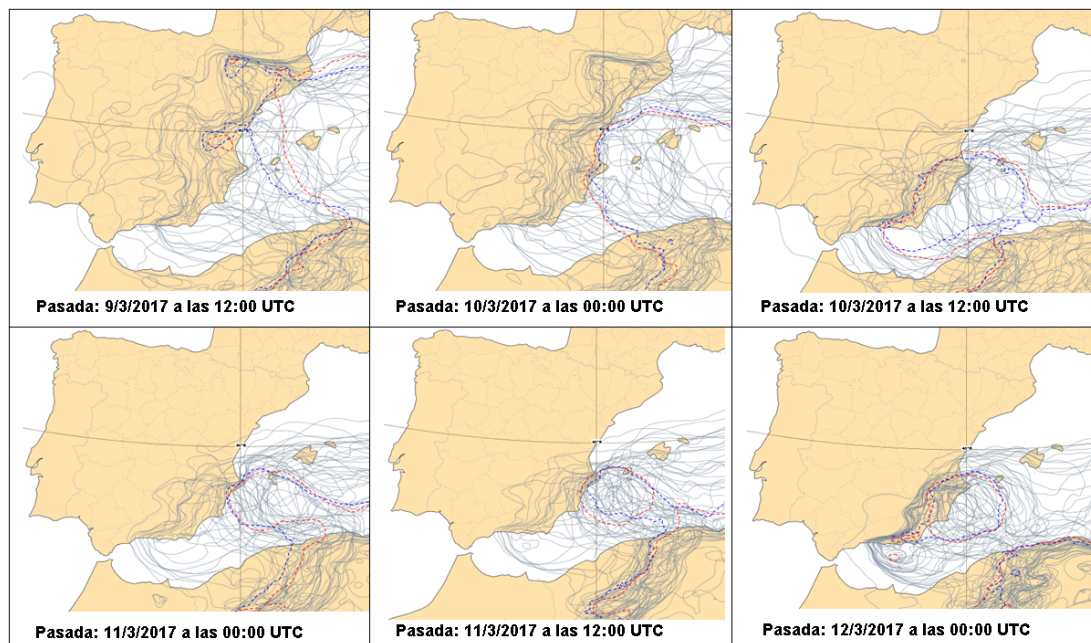 Pasada: 9/3/2017 a las 12:00 UTC
Pasada: 10/3/2017 a las 00:00 UTC
Pasada: 10/3/2017 a las 12:00 UTC
Pasada: 11/3/2017 a las 00:00 UTC
Pasada: 11/3/2017 a las 12:00 UTC
Pasada: 12/3/2017 a las 00:00 UTC